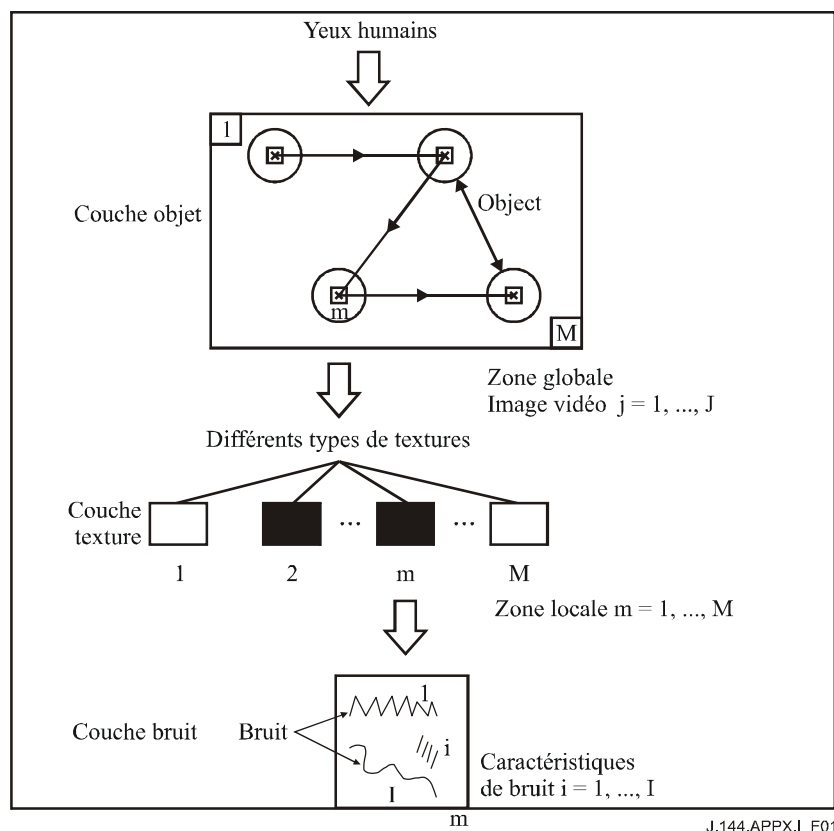 Yeux humains
1
Couche objet
Object
m
M
Zone globale
Image vidéo j = 1, ..., J
Différents types de textures
Couche
texture
... ...
1 2 m M
Zone locale m = 1, ..., M
1
Couche bruit Bruit
i
Caractéristiques
de bruit i = 1, ..., I
I
m
J.144.APPX.I_F01